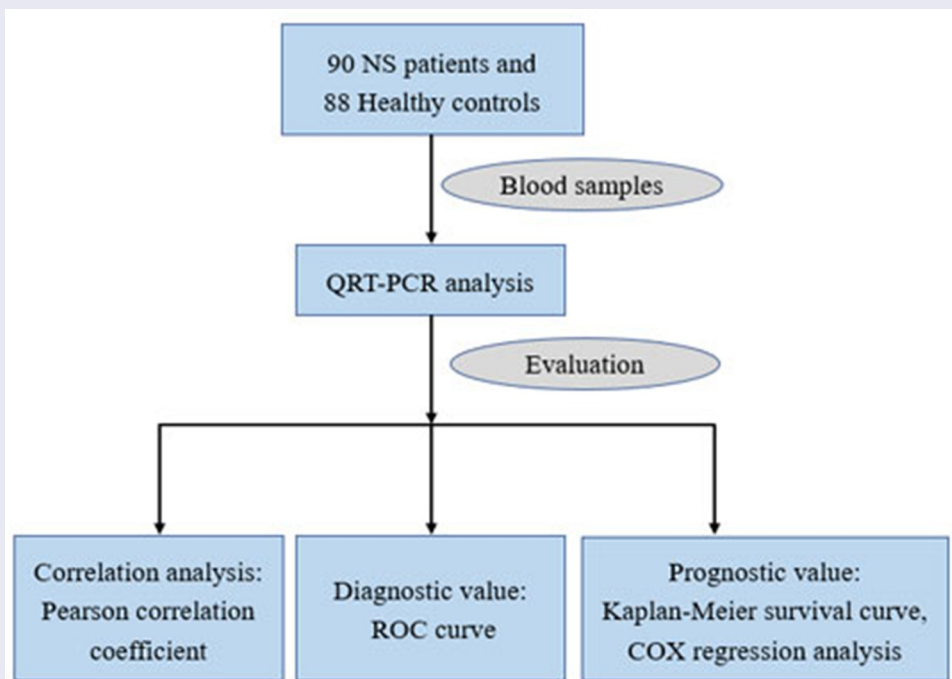 90 NS patients and
88 Healthy controls
Blood samples
QRT-PCR analysis
Evaluation
Correlation analysis:
Pearson correlation
coefficient
Diagnostic value:
ROC curve
Prognostic value:
Kaplan-Meier survival curve,
COX regression analysis